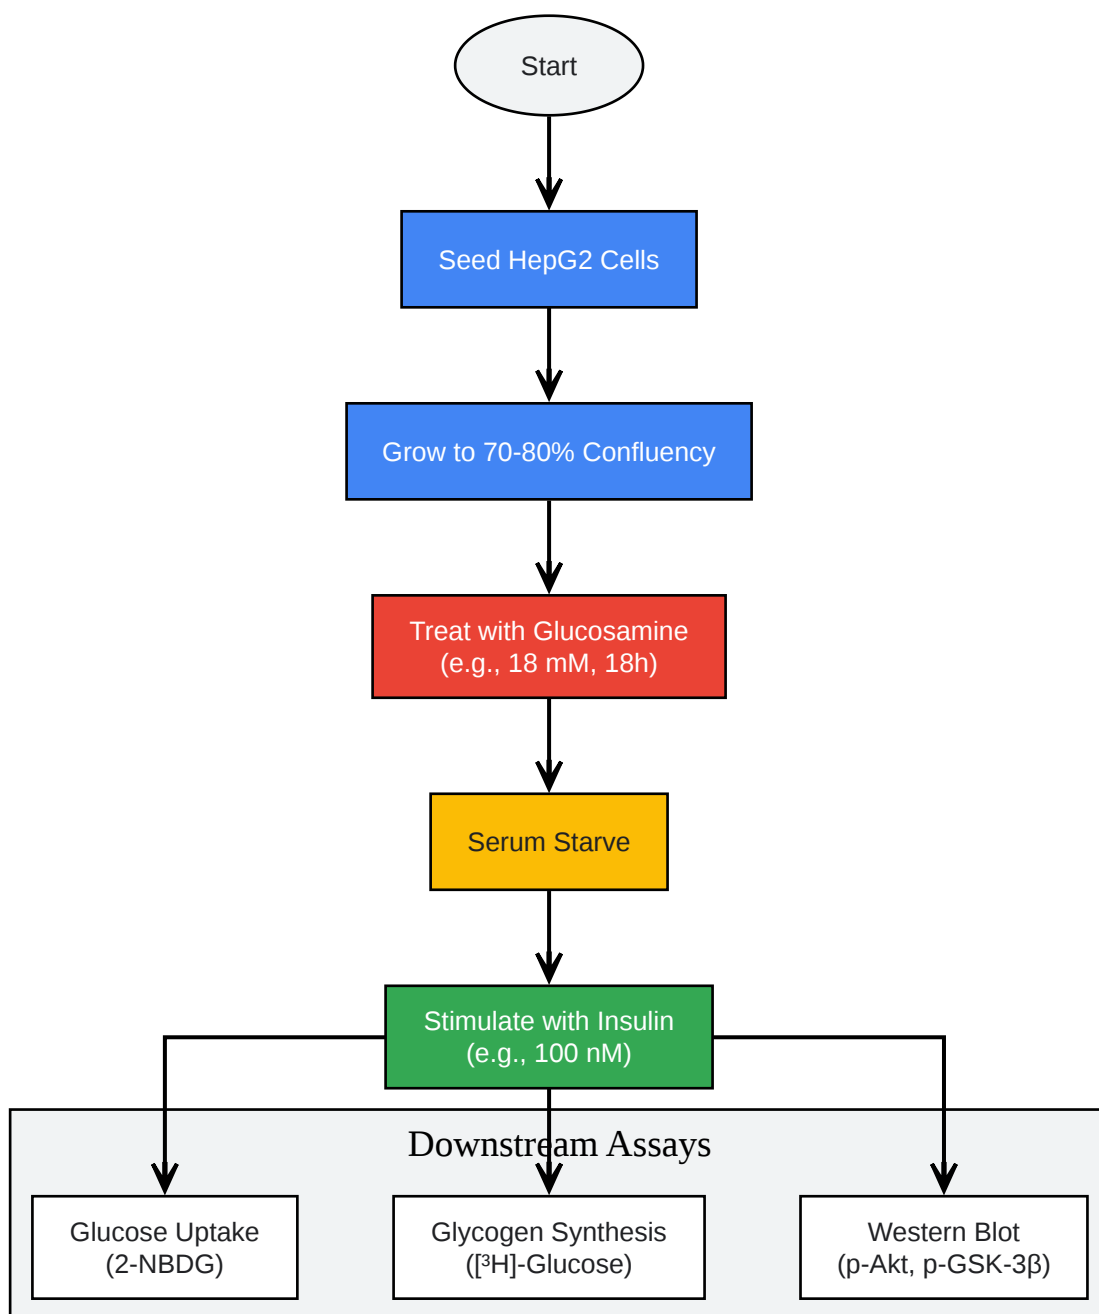 Start
Seed HepG2 Cells
Grow to 70-80% Confluency
Treat with Glucosamine
(e.g., 18 mM, 18h)
Serum Starve
Stimulate with Insulin
(e.g., 100 nM)
Downstream Assays
Glucose Uptake
(2-NBDG)
Glycogen Synthesis
([³H]-Glucose)
Western Blot
(p-Akt, p-GSK-3β)